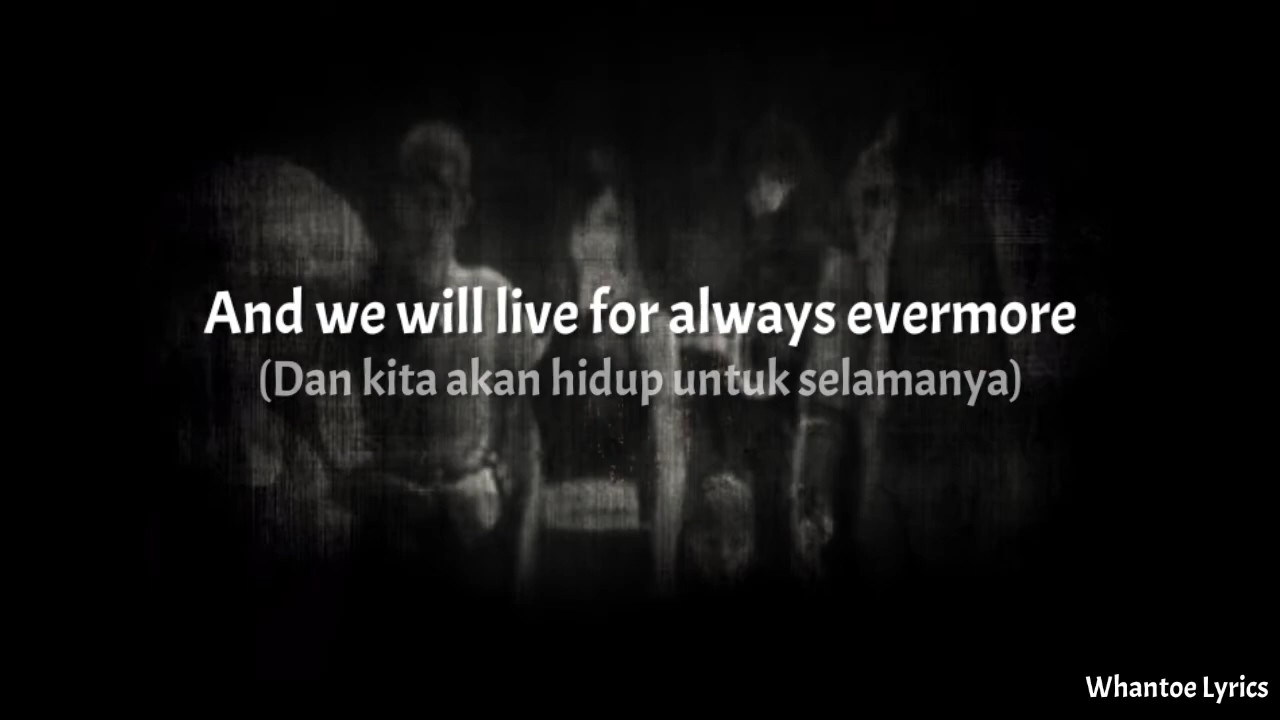 And we will live for always evermore
(Dan kita akan hidup untuk selamanya)
Whantoe Lyrics